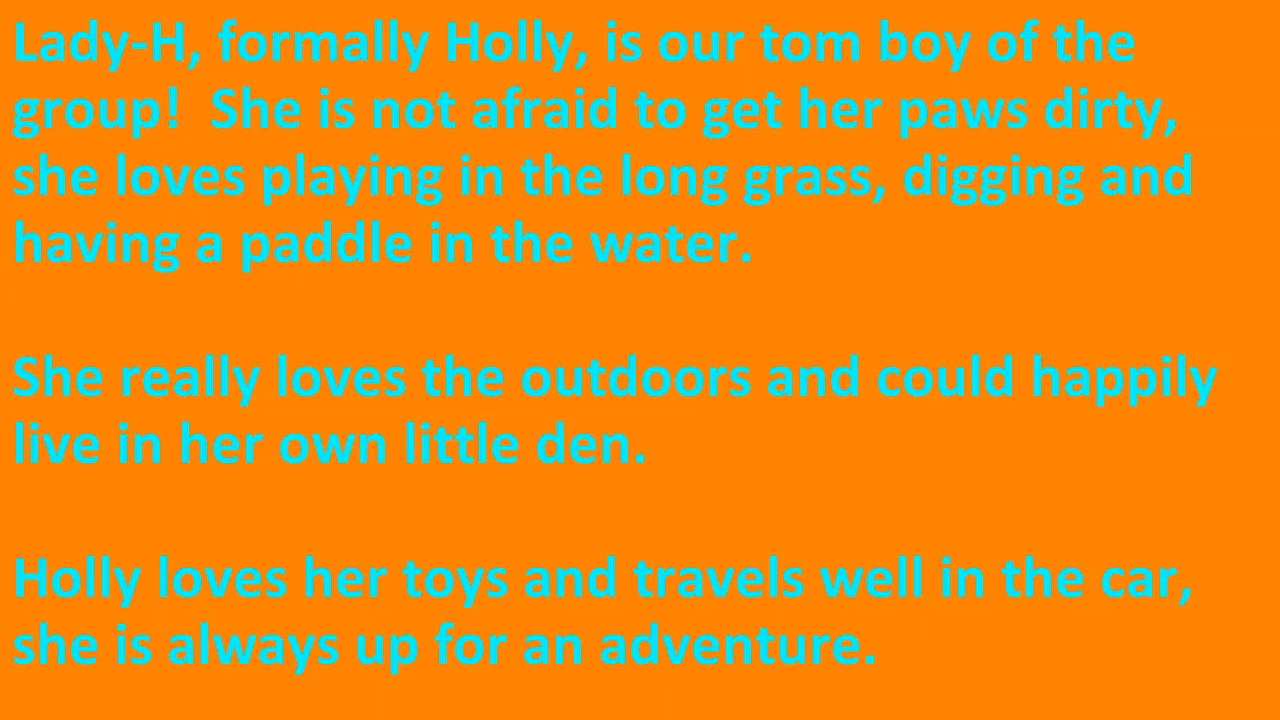 Lady-H, formally Holly, is our tom boy of the
group!  She is not afraid to get her paws dirty,
she loves playing in the long grass, digging and
having a paddle in the water.
She really loves the outdoors and could happily
live in her own little den.
Holly loves her toys and travels well in the car,
she is always up for an adventure.